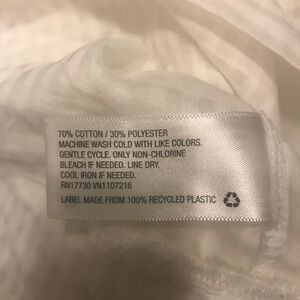 70% COTTON / 30% POLYESTER
MACHINE WASH COLD WITH LIKE COLORS.
GENTLE CYCLE. ONLY NON-CHLORINE
BLEACH IF NEEDED. LINE DRY.
COOL IRON IF NEEDED.
RN17730 VN1107216
LABEL MADE FROM 100% RECYCLED PLASTIC